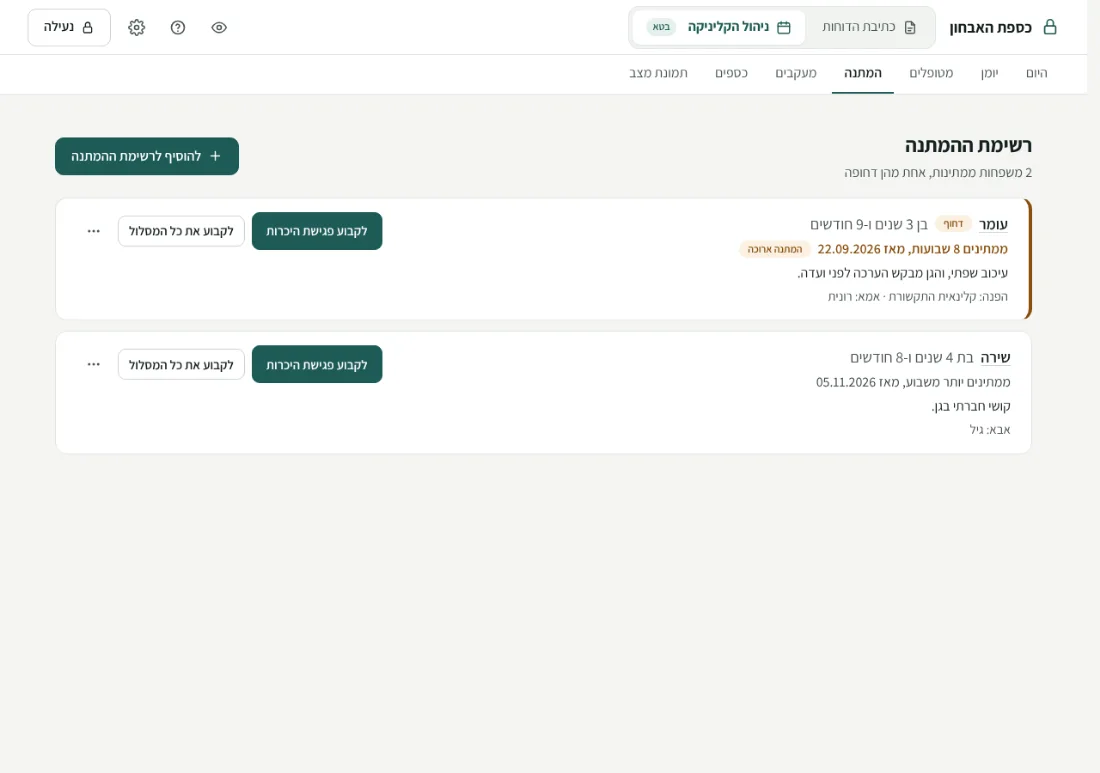 כספת האבחון
כתיבת הדוחות
ניהול הקליניקה בטא
נעילה
היום יומן מטופלים המתנה מעקבים כספים תמונת מצב
רשימת ההמתנה
2 משפחות ממתינות, אחת מהן דחופה
+ להוסיף לרשימת ההמתנה
עומר דחוף בן 3 שנים ו-9 חודשים
ממתינים 8 שבועות, מאז 22.09.2026 המתנה ארוכה
עיכוב שפתי, והגן מבקש הערכה לפני ועדה.
הפנה: קלינאית התקשורת · אמא: רונית
לקבוע פגישת היכרות
לקבוע את כל המסלול
שירה בת 4 שנים ו-8 חודשים
ממתינים יותר משבוע, מאז 05.11.2026
קושי חברתי בגן.
אבא: גיל
לקבוע פגישת היכרות
לקבוע את כל המסלול